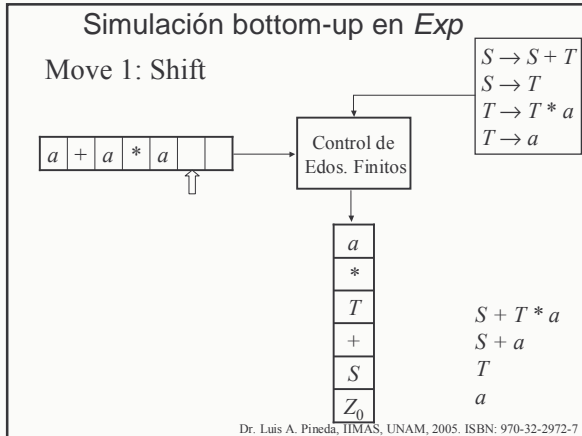 Simulación bottom-up en Exp
Move 1: Shift
S → S + T
S → T
T → T * a
T → a
a + a * a
Control de
Edos. Finitos
a
*
T
+
S
Z₀
S + T * a
S + a
T
a
Dr. Luis A. Pineda, IIMAS, UNAM, 2005. ISBN: 970-32-2972-7